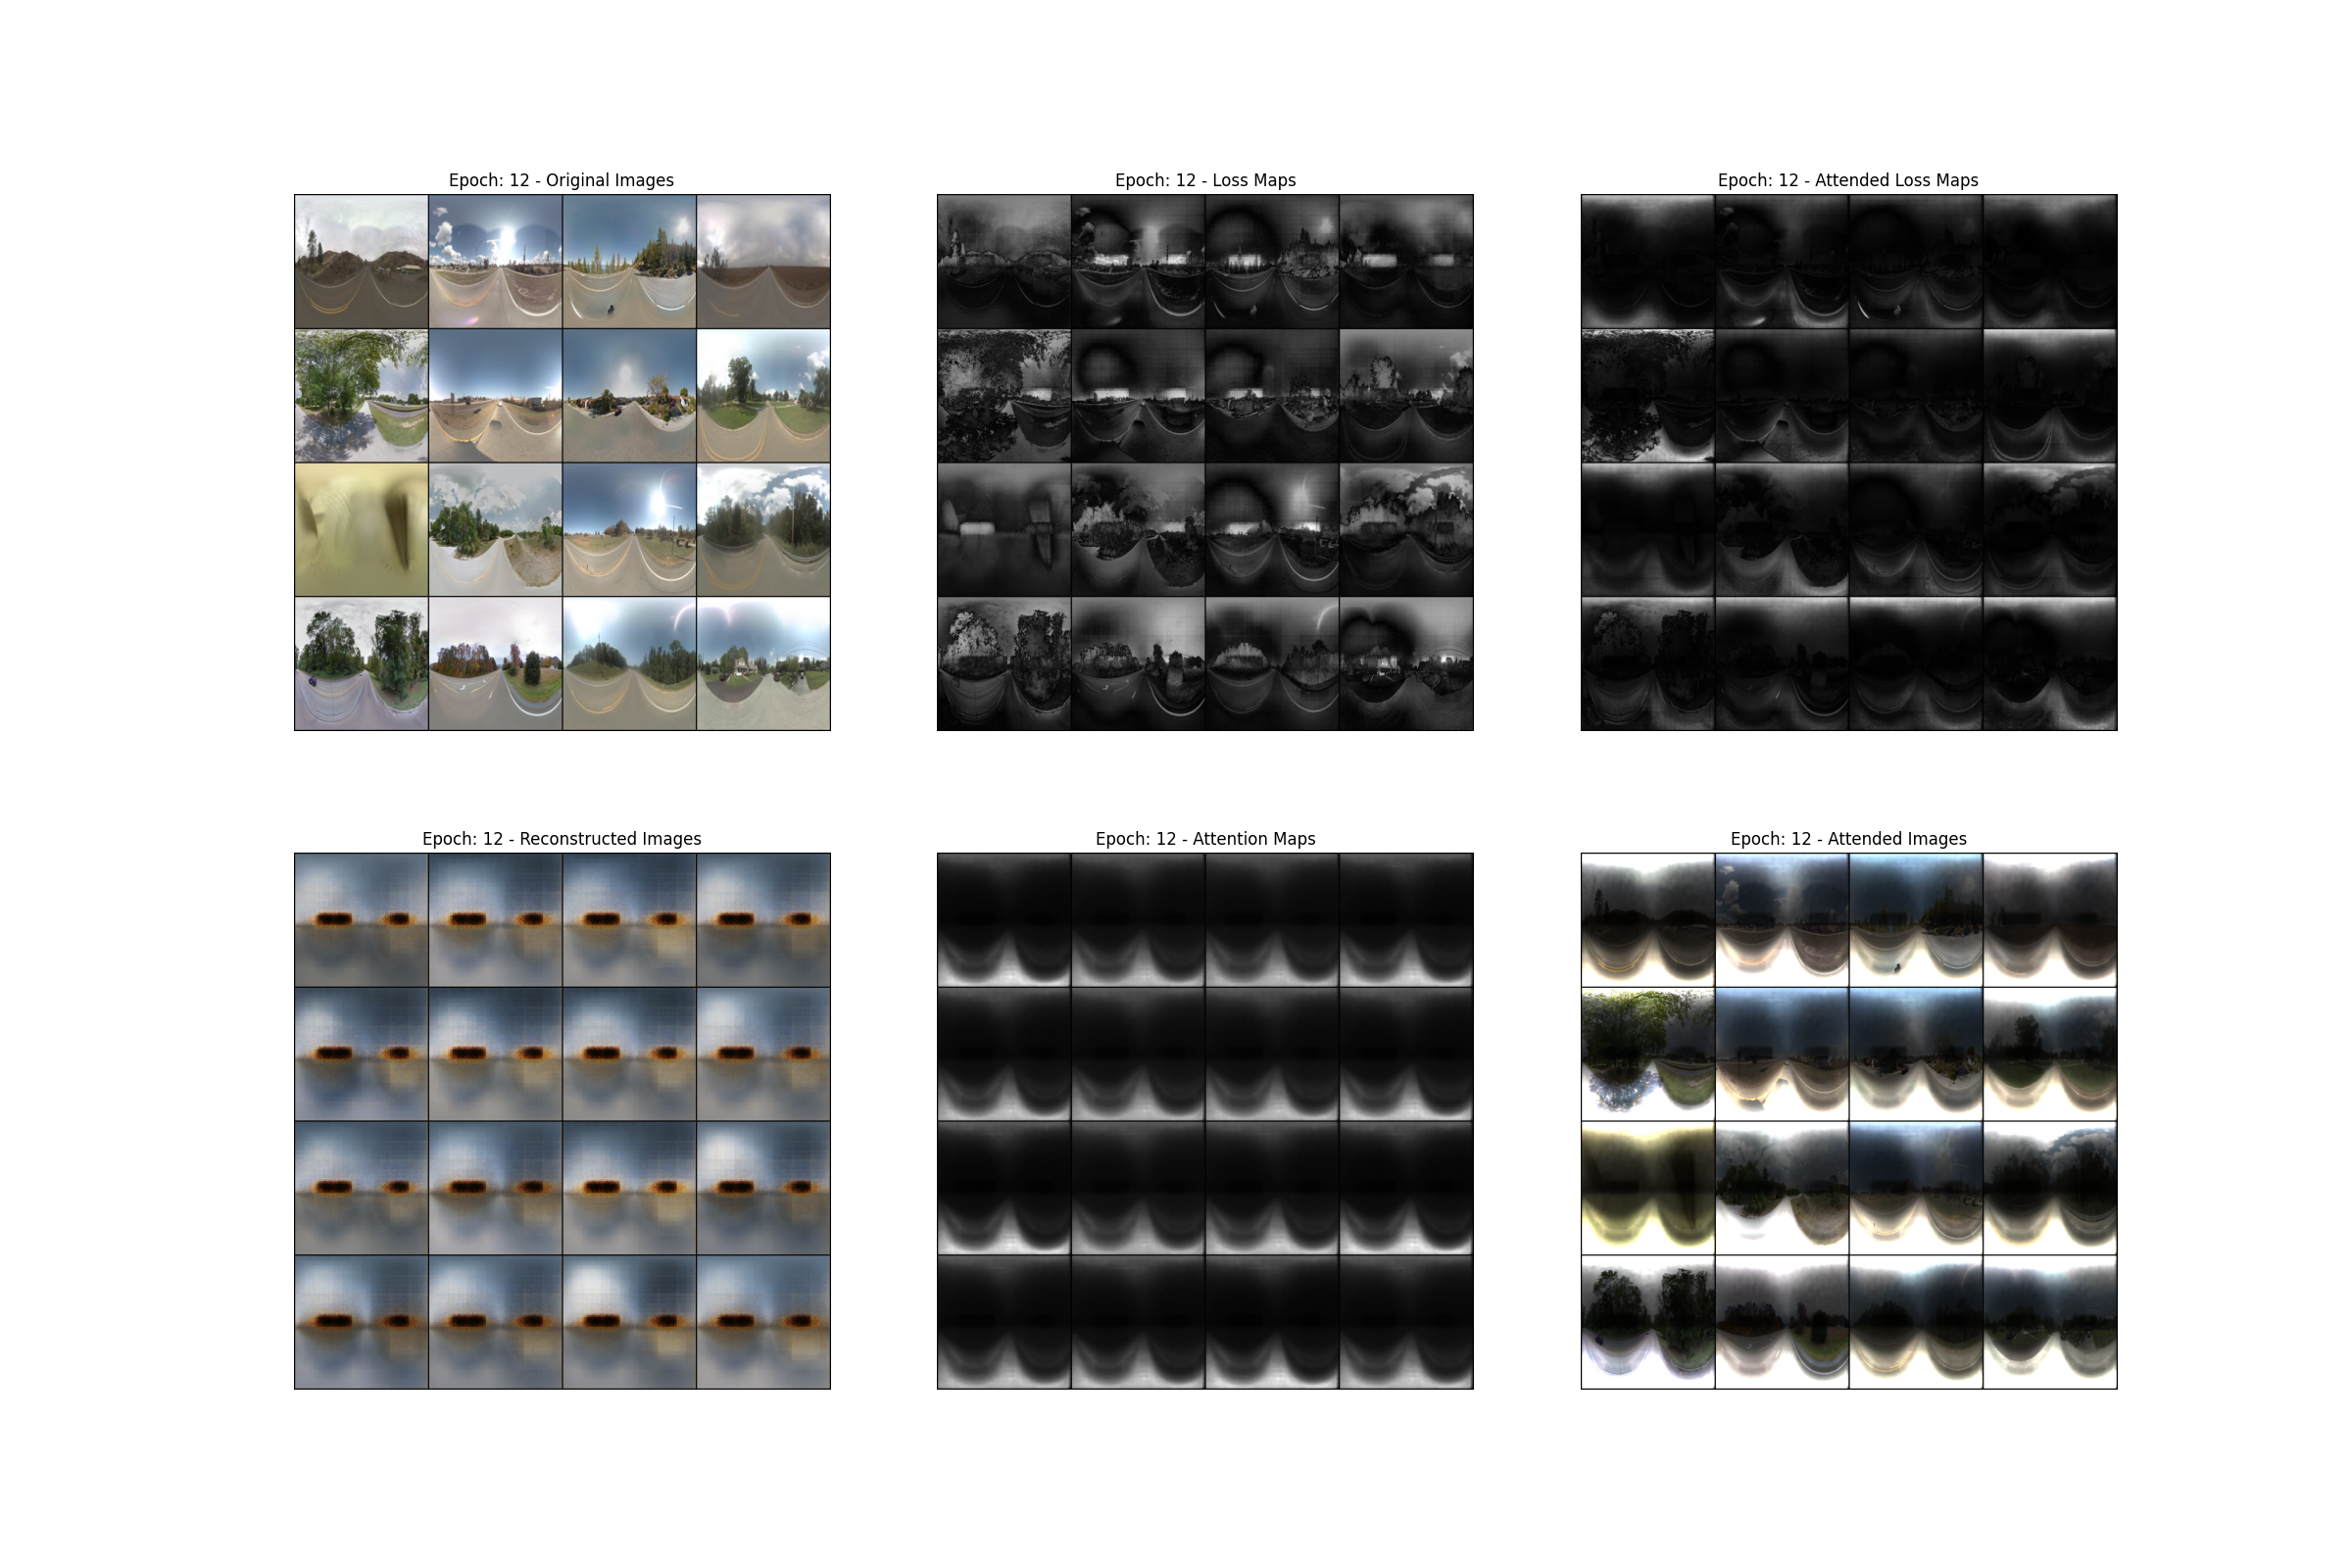 Epoch: 12 - Original Images
Epoch: 12 - Loss Maps
Epoch: 12 - Attended Loss Maps
Epoch: 12 - Reconstructed Images
Epoch: 12 - Attention Maps
Epoch: 12 - Attended Images